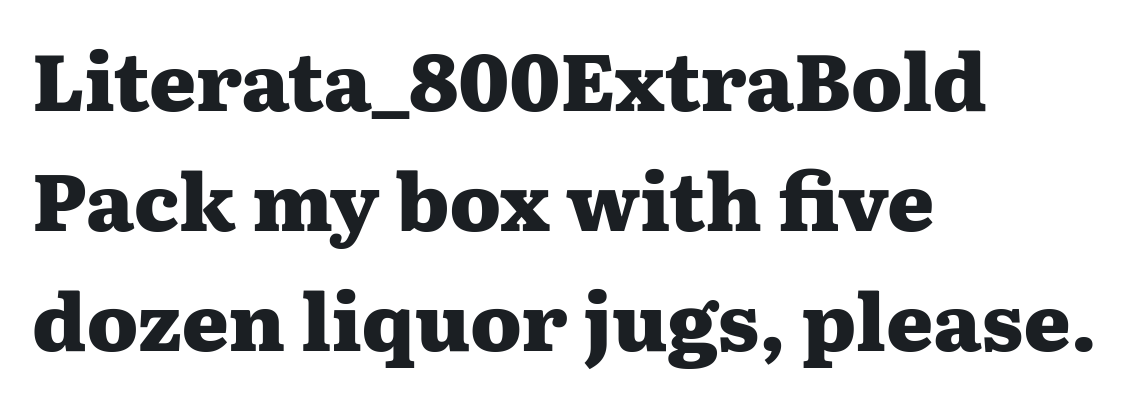 Literata_800ExtraBold
Pack my box with five
dozen liquor jugs, please.